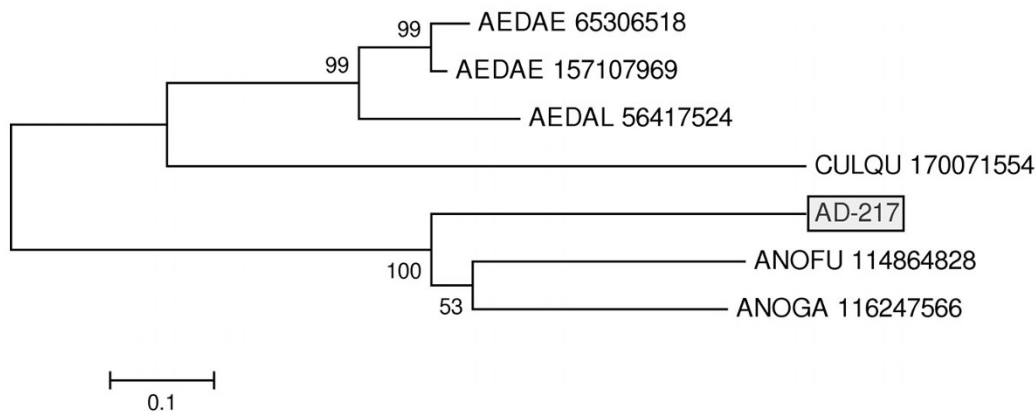 99
AEDAE 65306518
99
AEDAE 157107969
AEDAL 56417524
CULQU 170071554
AD-217
100
ANOFU 114864828
53
ANOGA 116247566
0.1